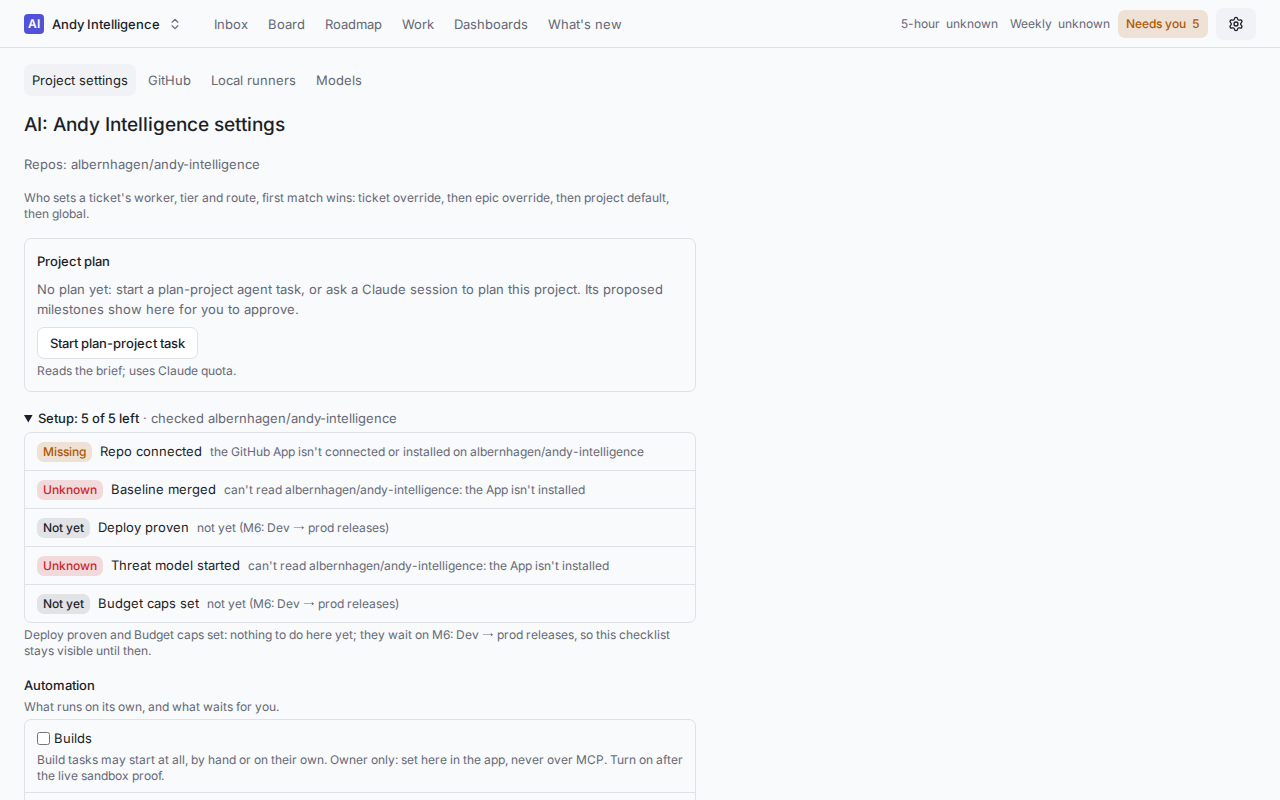 AI Andy Intelligence Inbox Board Roadmap Work Dashboards What's new 5-hour unknown Weekly unknown Needs you 5
Project settings GitHub Local runners Models
AI: Andy Intelligence settings
Repos: albernhagen/andy-intelligence
Who sets a ticket's worker, tier and route, first match wins: ticket override, then epic override, then project default,
then global.
Project plan
No plan yet: start a plan-project agent task, or ask a Claude session to plan this project. Its proposed
milestones show here for you to approve.
Start plan-project task
Reads the brief; uses Claude quota.
Setup: 5 of 5 left · checked albernhagen/andy-intelligence
Missing Repo connected the GitHub App isn't connected or installed on albernhagen/andy-intelligence
Unknown Baseline merged can't read albernhagen/andy-intelligence: the App isn't installed
Not yet Deploy proven not yet (M6: Dev → prod releases)
Unknown Threat model started can't read albernhagen/andy-intelligence: the App isn't installed
Not yet Budget caps set not yet (M6: Dev → prod releases)
Deploy proven and Budget caps set: nothing to do here yet; they wait on M6: Dev → prod releases, so this checklist
stays visible until then.
Automation
What runs on its own, and what waits for you.
Builds
Build tasks may start at all, by hand or on their own. Owner only: set here in the app, never over MCP. Turn on after
the live sandbox proof.